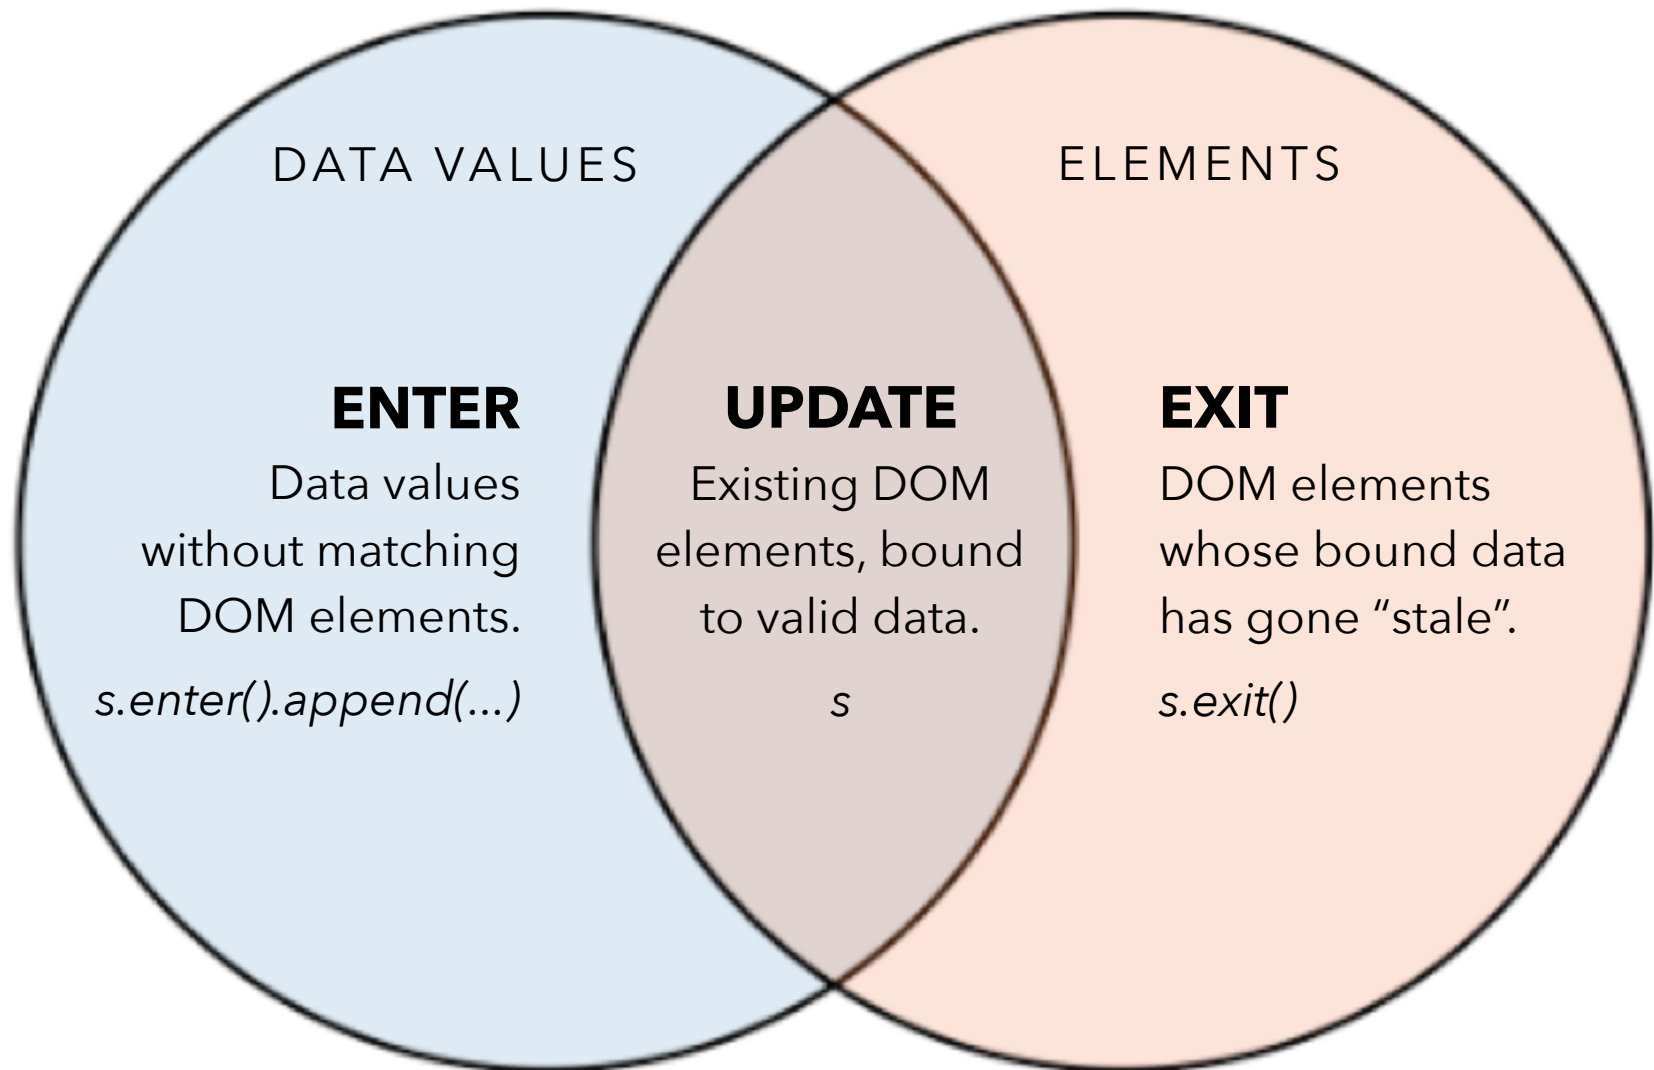 DATA VALUES
ELEMENTS
ENTER
Data values
without matching
DOM elements.
s.enter().append(...)
UPDATE
Existing DOM
elements, bound
to valid data.
s
EXIT
DOM elements
whose bound data
has gone “stale”.
s.exit()